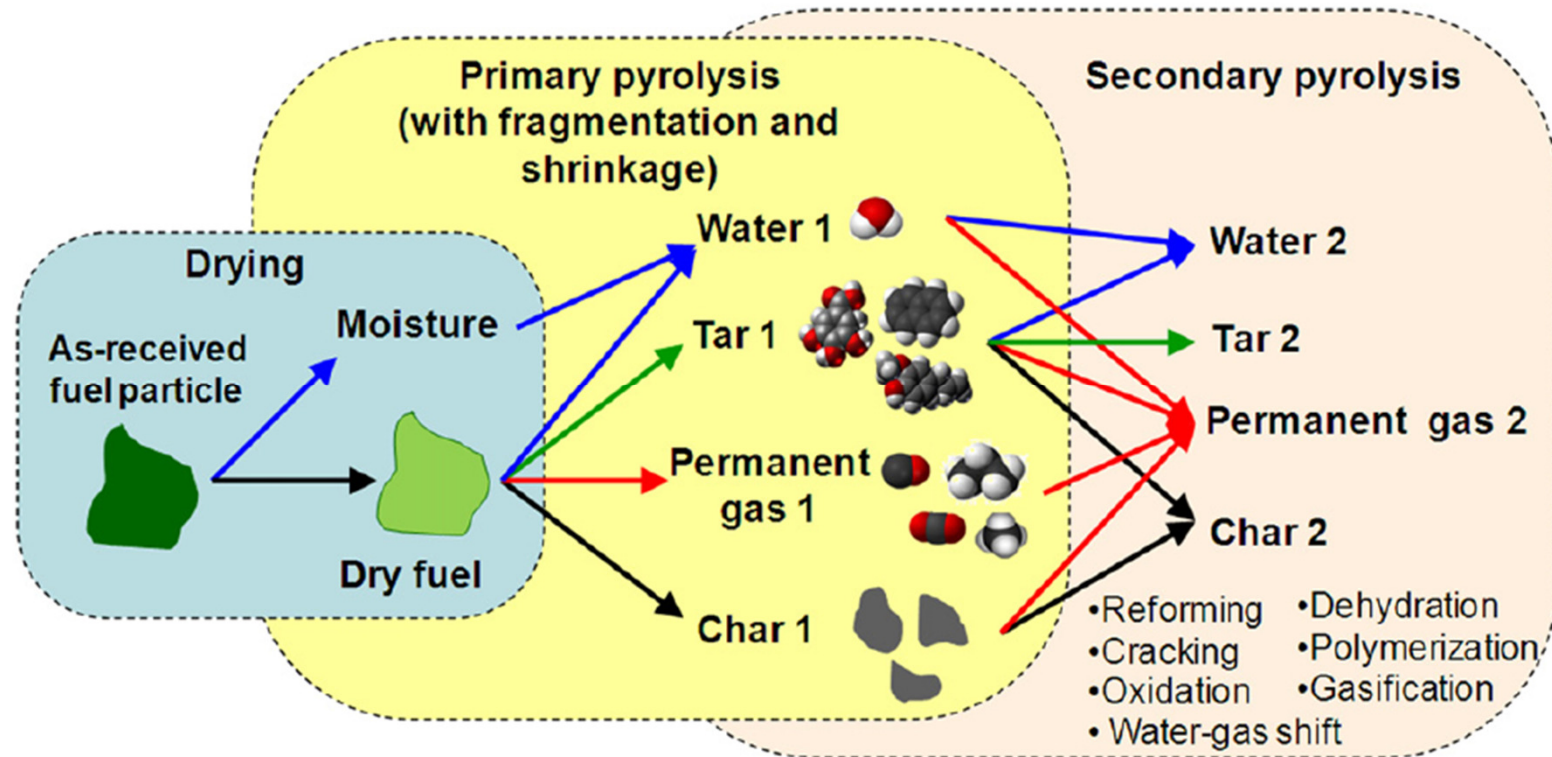 Primary pyrolysis
(with fragmentation and
shrinkage)
Secondary pyrolysis
Drying
As-received
fuel particle
Moisture
Dry fuel
Water 1
Tar 1
Permanent
gas 1
Char 1
Water 2
Tar 2
Permanent gas 2
Char 2
•Reforming
•Cracking
•Oxidation
• Water-gas shift
•Dehydration
•Polymerization
•Gasification